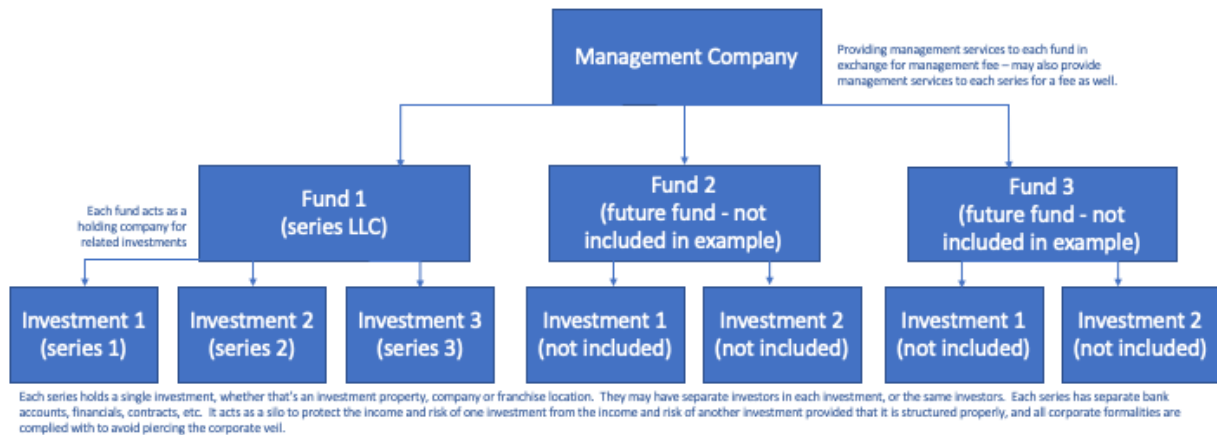 Management Company
Providing management services to each fund in
exchange for management fee – may also provide
management services to each series for a fee as well.
Fund 1
(series LLC)
Fund 2
(future fund - not
included in example)
Fund 3
(future fund - not
included in example)
Each fund acts as a
holding company for
related investments
Investment 1
(series 1)
Investment 2
(series 2)
Investment 3
(series 3)
Investment 1
(not included)
Investment 2
(not included)
Investment 1
(not included)
Investment 2
(not included)
Each series holds a single investment, whether that's an investment property, company or franchise location. They may have separate investors in each investment, or the same investors. Each series has separate bank
accounts, financials, contracts, etc. It acts as a silo to protect the income and risk of one investment from the income and risk of another investment provided that it is structured properly, and all corporate formalities are
complied with to avoid piercing the corporate veil.